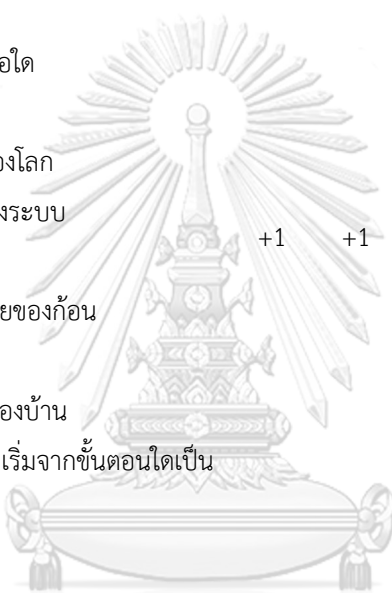 อใด
องโลก
งระบบ
+1 +1
ยของก้อน
องบ้าน
เริ่มจากขั้นตอนใดเป็น